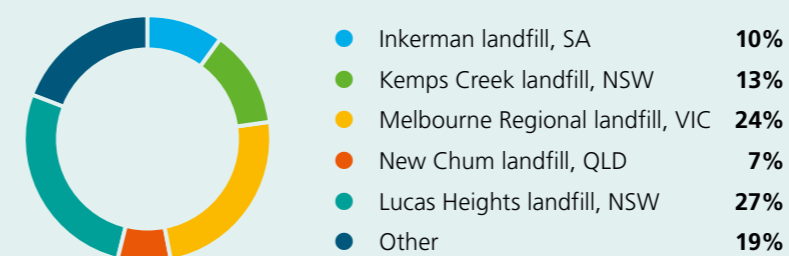 Inkerman landfill, SA 10%
Kemps Creek landfill, NSW 13%
Melbourne Regional landfill, VIC 24%
New Chum landfill, QLD 7%
Lucas Heights landfill, NSW 27%
Other 19%